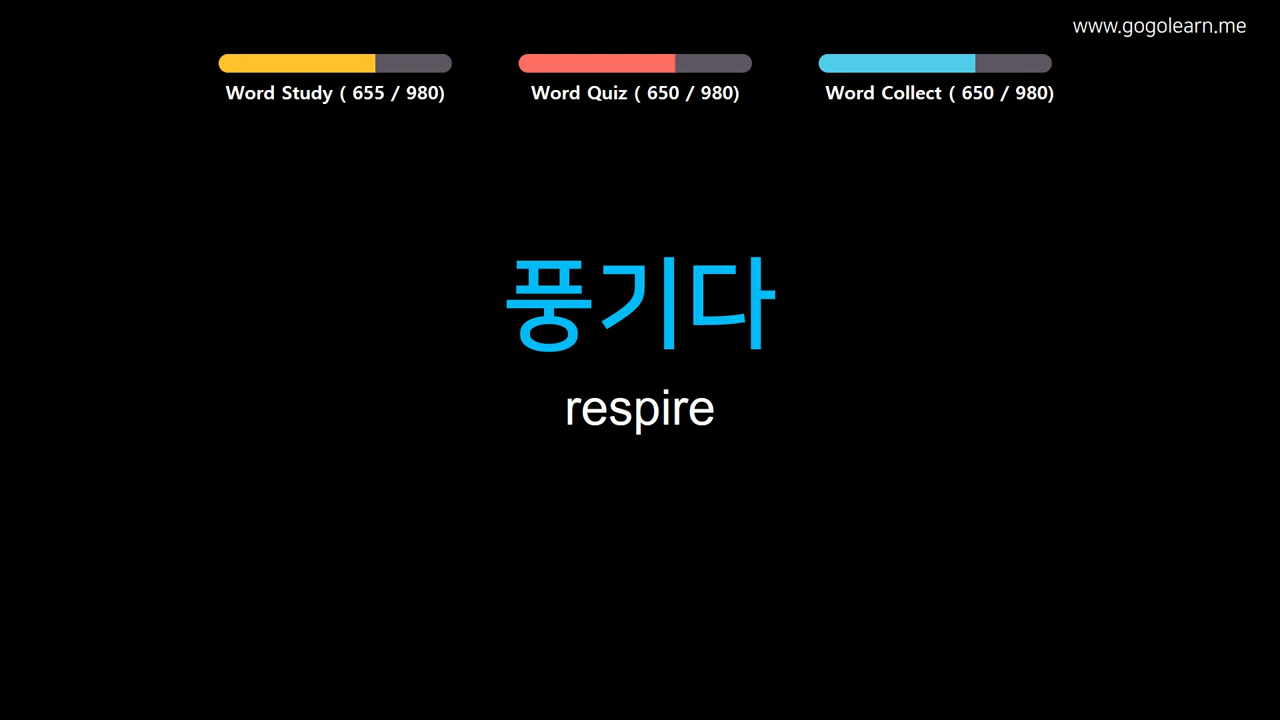 www.gogolearn.me
Word Study ( 655 / 980)
Word Quiz ( 650 / 980)
Word Collect ( 650 / 980)
풍기다
respire